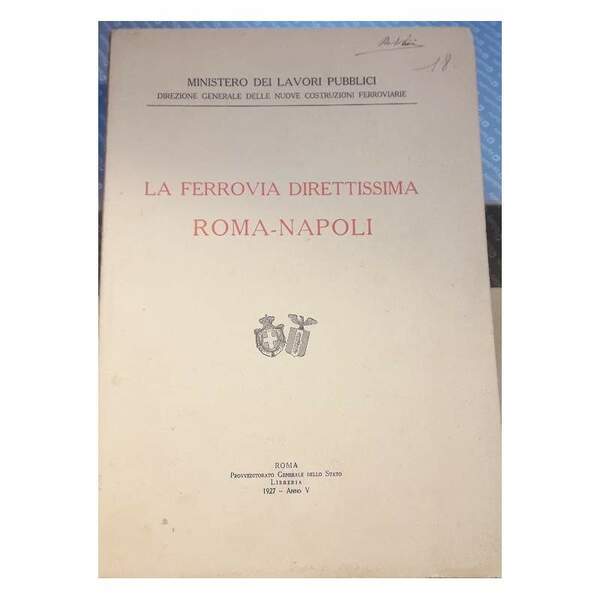 18.
MINISTERO DEI LAVORI PUBBLICI
DIREZIONE GENERALE DELLE NUOVE COSTRUZIONI FERROVIARIE
LA FERROVIA DIRETTISSIMA
ROMA-NAPOLI
ROMA
PROVVEDITORATO GENERALE DELLO STATO
LIBRERIA
1927 - ANNO V